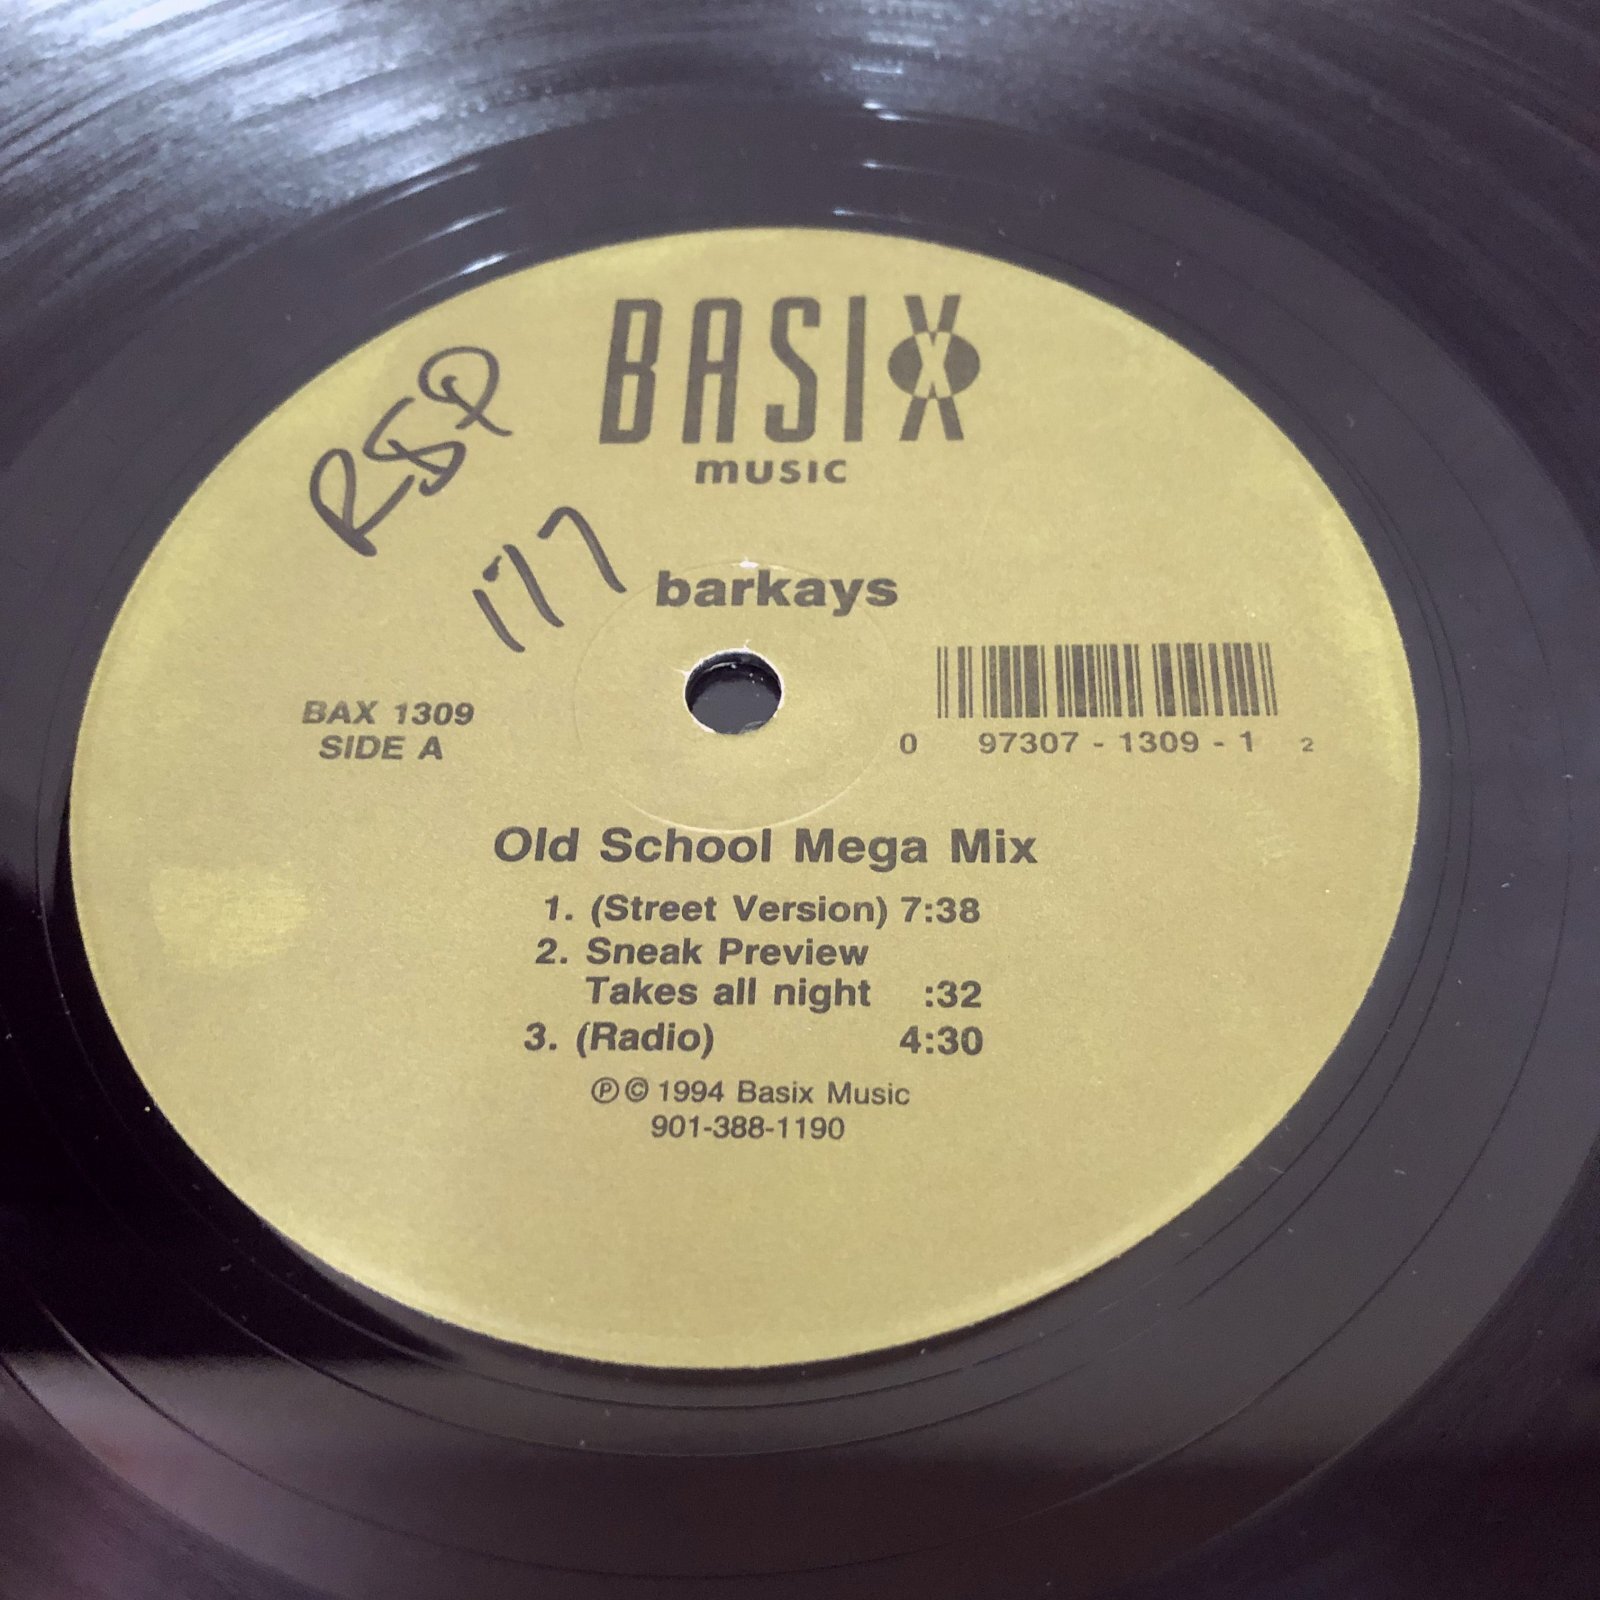 BASIX
MUSIC
RSQ
177
barkays
BAX 1309
SIDE A
0 97307 - 1309 - 1 2
Old School Mega Mix
1. (Street Version) 7:38
2. Sneak Preview
Takes all night :32
3. (Radio) 4:30
℗© 1994 Basix Music
901-388-1190